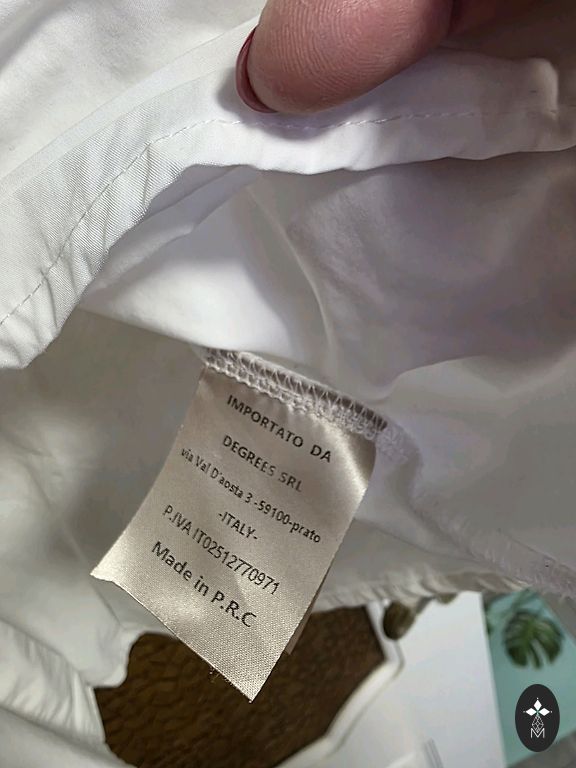 IMPORTATO DA
DEGREES SRL
via Val D'aosta 3 -59100-prato
-ITALY-
P.IVA IT02512770971
Made in P.R.C
M